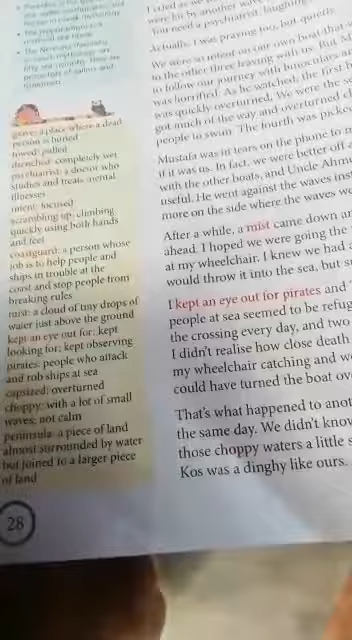 grave: a place where a dead
person is buried
towed: pulled
drenched: completely wet
psychiatrist: a doctor who
studies and treats mental
illnesses
intent: focused
scrambling up: climbing
quickly using both hands
and feet
coastguard: a person whose
job is to help people and
ships in trouble at the
coast and stop people from
breaking rules
mist: a cloud of tiny drops of
water just above the ground
kept an eye out for: kept
looking for; kept observing
pirates: people who attack
and rob ships at sea
capsized: overturned
choppy: with a lot of small
waves; not calm
peninsula: a piece of land
almost surrounded by water
but joined to a larger piece
of land
28
were hit by another wave
You need a psychiatrist, laughing
Actually, I was praying too, but quietly.
We were so intent on our own boat that
to the other three leaving with us. But M
to follow our journey with binoculars an
was horrified. As he watched, the first b
was quickly overturned. We were the se
got much of the way and overturned cl
people to swim. The fourth was picke
Mustafa was in tears on the phone to m
if it was us. In fact, we were better off a
with the other boats, and Uncle Ahm
useful. He went against the waves inst
more on the side where the waves we
After a while, a mist came down an
ahead. I hoped we were going the
at my wheelchair. I knew we had a
would throw it into the sea, but s
I kept an eye out for pirates and
people at sea seemed to be refug
the crossing every day, and two
I didn't realise how close death
my wheelchair catching and we
could have turned the boat ov
That's what happened to anot
the same day. We didn't know
those choppy waters a little s
Kos was a dinghy like ours.